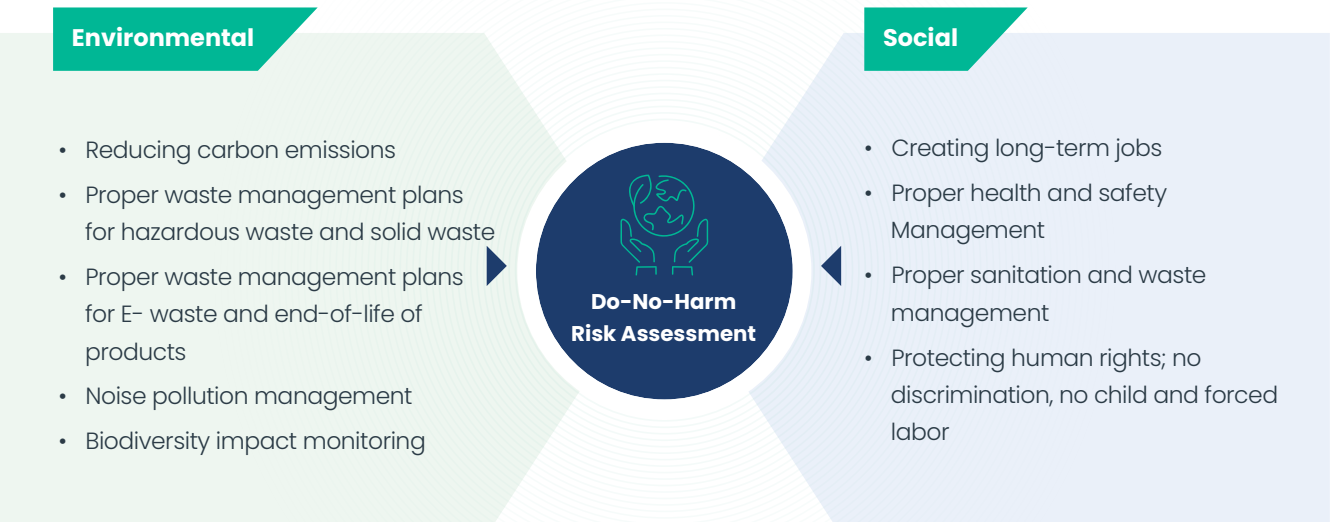 Environmental
• Reducing carbon emissions
• Proper waste management plans
for hazardous waste and solid waste
• Proper waste management plans
for E- waste and end-of-life of
products
• Noise pollution management
• Biodiversity impact monitoring
Do-No-Harm
Risk Assessment
Social
• Creating long-term jobs
• Proper health and safety
Management
• Proper sanitation and waste
management
• Protecting human rights; no
discrimination, no child and forced
labor